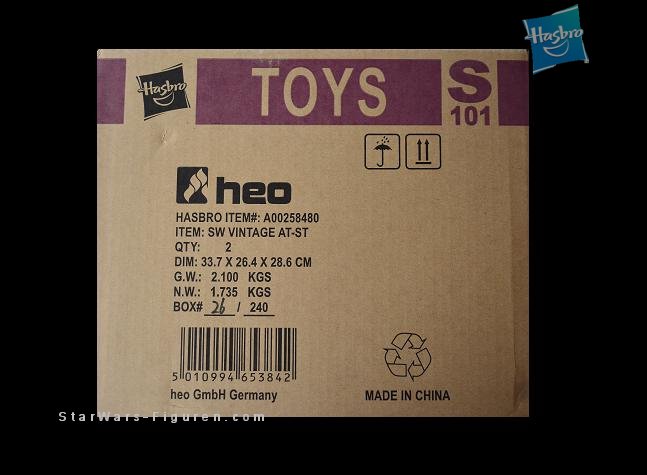 Hasbro
Hasbro TOYS S
101
heo
HASBRO ITEM#: A00258480
ITEM: SW VINTAGE AT-ST
QTY: 2
DIM: 33.7 X 26.4 X 28.6 CM
G.W.: 2.100 KGS
N.W.: 1.735 KGS
BOX# 26 / 240
5 010994 653842
heo GmbH Germany
MADE IN CHINA
StarWars-Figuren.com